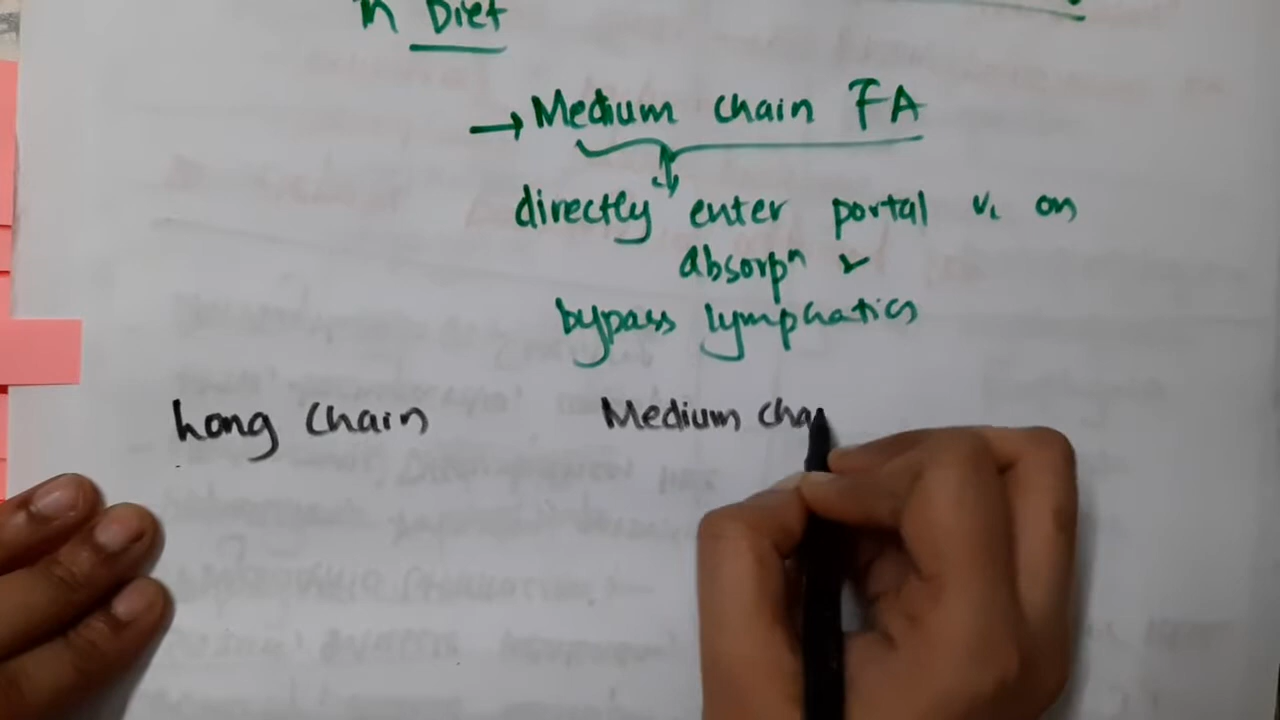 in Diet
→ Medium chain FA
directly enter portal v. on
absorpⁿ
bypass lymphatics
Long Chain Medium cha